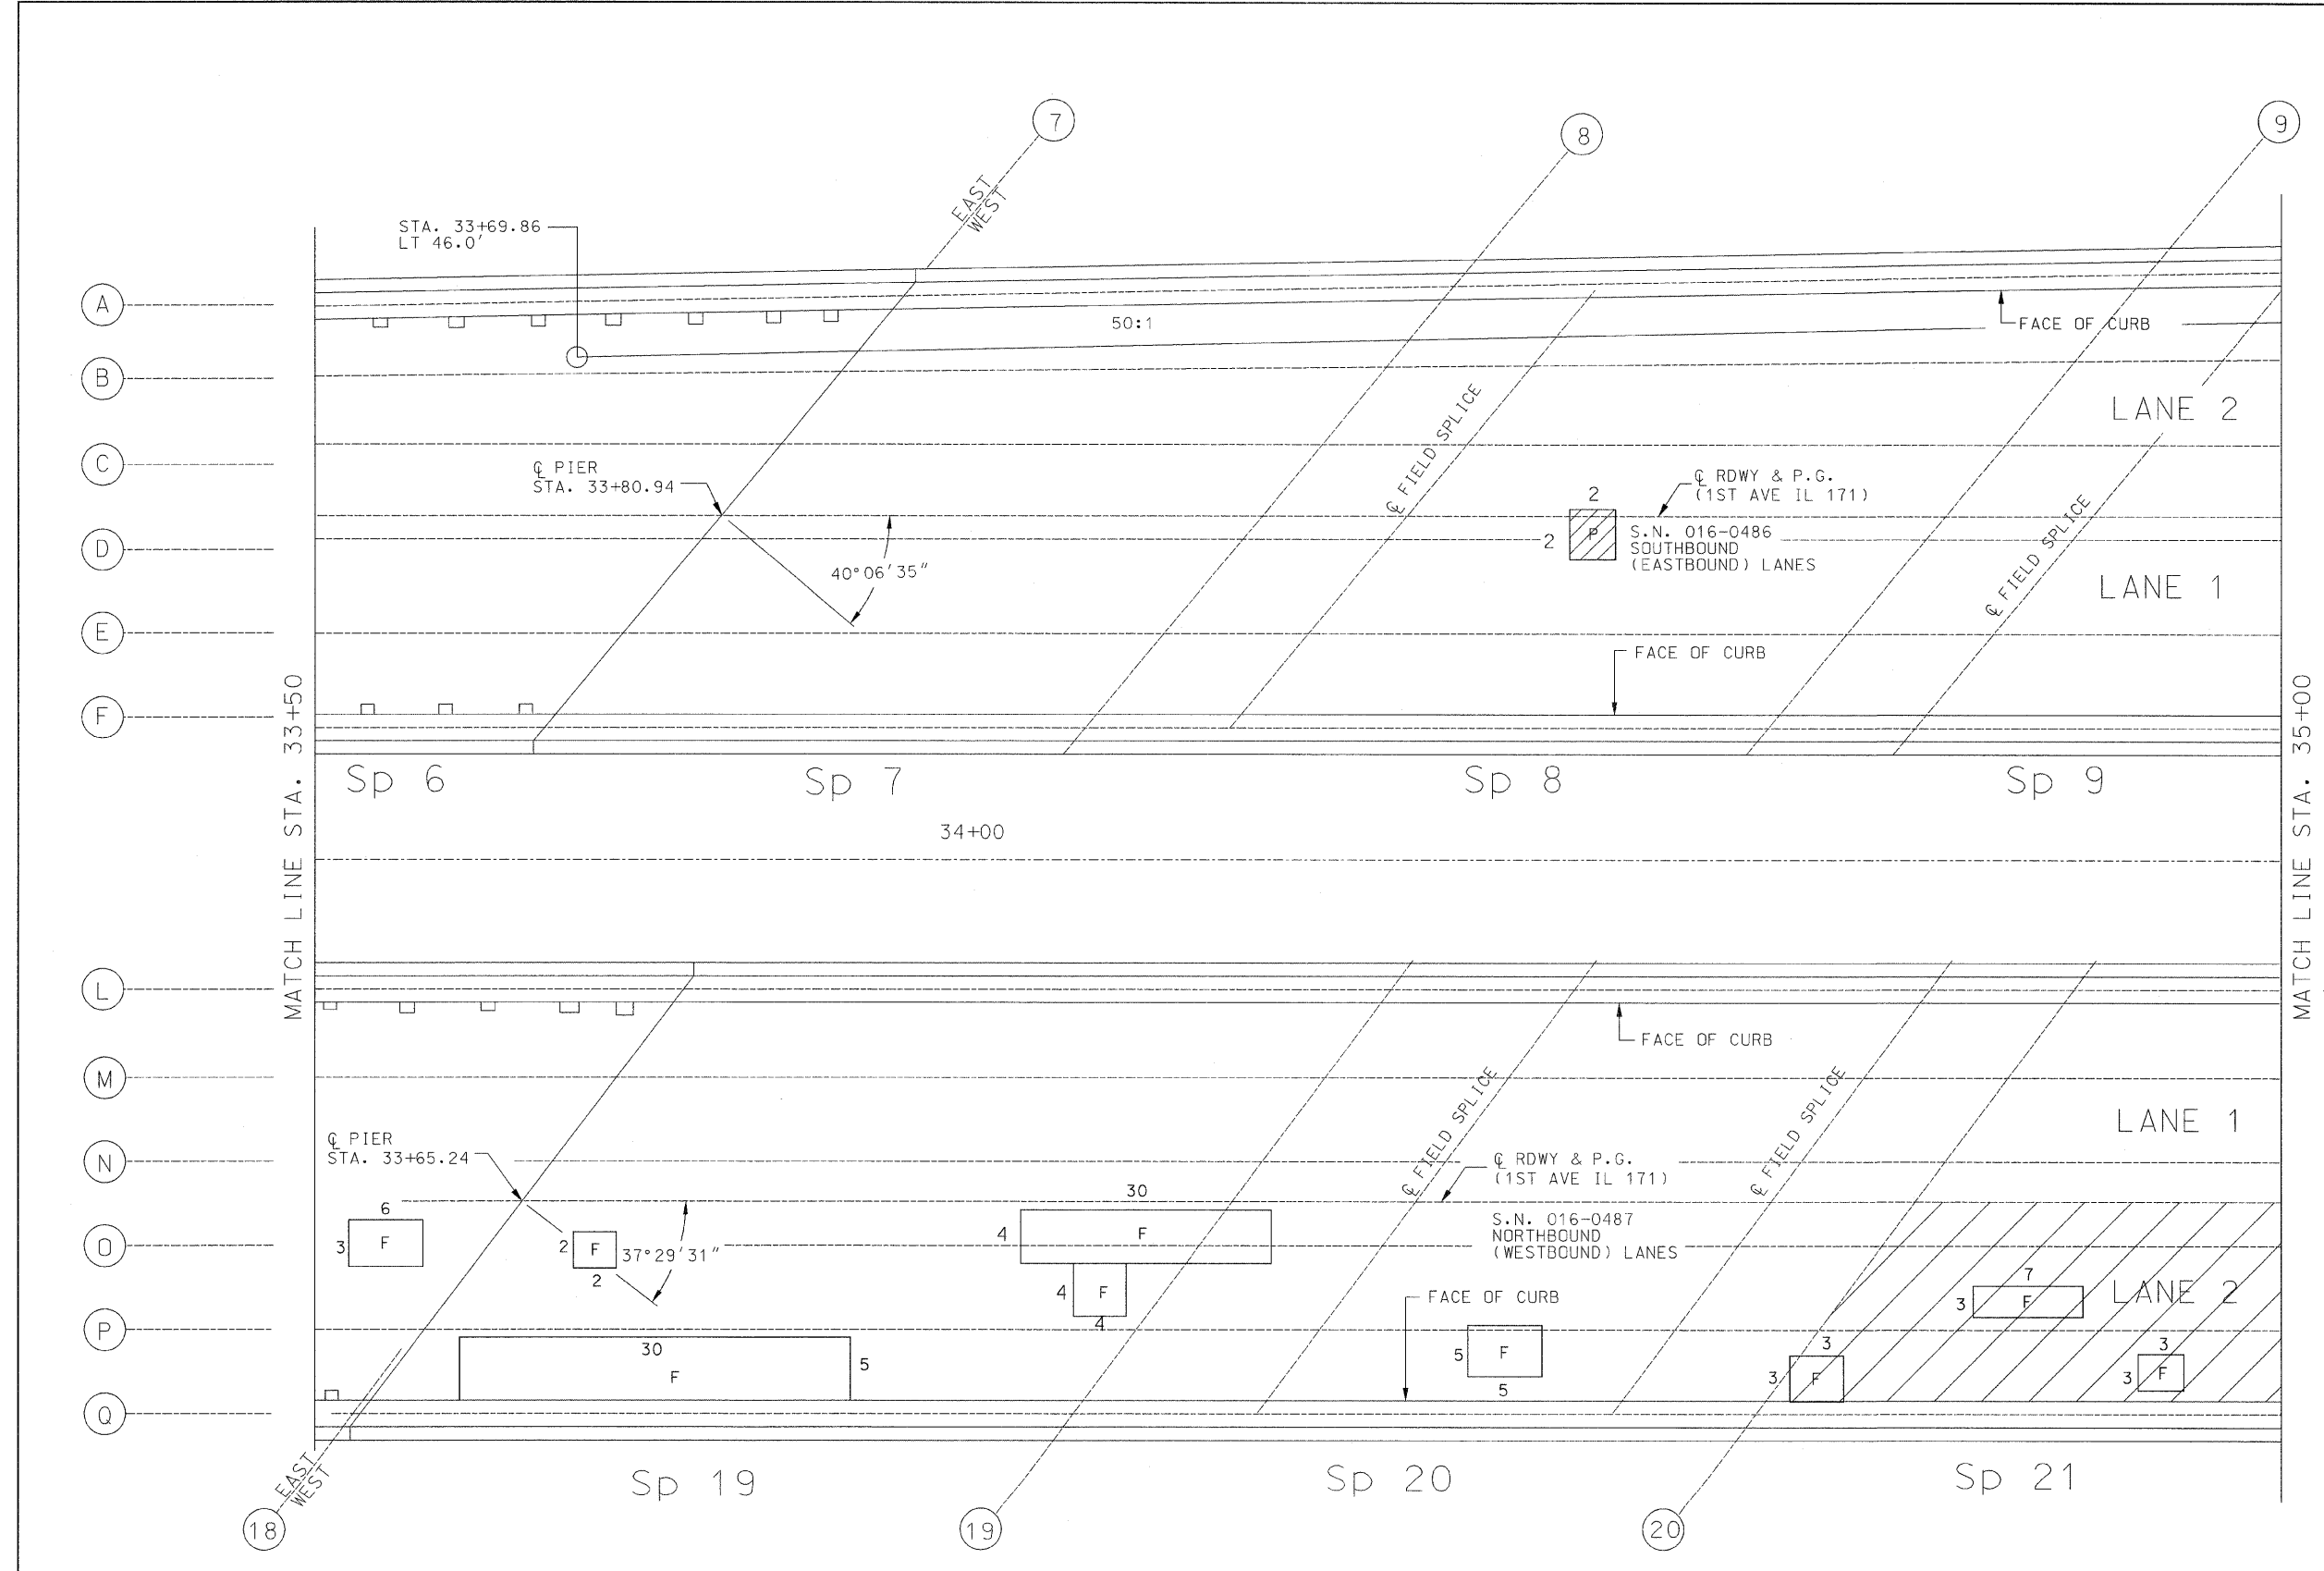 7
8
9
EAST
WEST
STA. 33+69.86
LT 46.0'
A
50:1
FACE OF CURB
B
LANE 2
C
℄ FIELD SPLICE
℄ PIER
STA. 33+80.94
℄ RDWY & P.G.
(1ST AVE IL 171)
2
2
P
S.N. 016-0486
SOUTHBOUND
(EASTBOUND) LANES
D
40°06'35"
℄ FIELD SPLICE
LANE 1
E
FACE OF CURB
F
MATCH LINE STA. 33+50
MATCH LINE STA. 35+00
Sp 6
Sp 7
Sp 8
Sp 9
34+00
L
FACE OF CURB
M
℄ FIELD SPLICE
℄ FIELD SPLICE
LANE 1
℄ PIER
STA. 33+65.24
N
℄ RDWY & P.G.
(1ST AVE IL 171)
6
3
F
30
4
F
O
2
F
2
37°29'31"
S.N. 016-0487
NORTHBOUND
(WESTBOUND) LANES
4
F
4
7
3
F
LANE 2
FACE OF CURB
P
30
F
5
5
F
5
3
3
F
3
3
F
Q
EAST
WEST
Sp 19
Sp 20
Sp 21
18
19
20